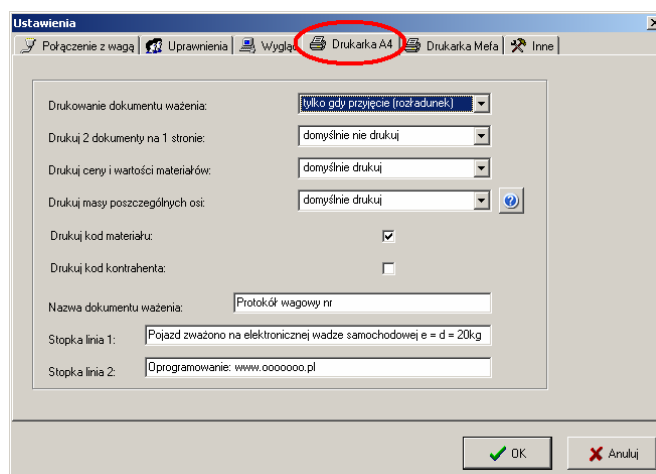 Ustawienia
Połączenie z wagą Uprawnienia Wygląd Drukarka A4 Drukarka Mefa Inne
Drukowanie dokumentu ważenia: tylko gdy przyjęcie (rozładunek)
Drukuj 2 dokumenty na 1 stronie: domyślnie nie drukuj
Drukuj ceny i wartości materiałów: domyślnie drukuj
Drukuj masy poszczególnych osi: domyślnie drukuj
Drukuj kod materiału:
Drukuj kod kontrahenta:
Nazwa dokumentu ważenia: Protokół wagowy nr
Stopka linia 1: Pojazd zważono na elektronicznej wadze samochodowej e = d = 20kg
Stopka linia 2: Oprogramowanie: www.ooooooo.pl
OK Anuluj